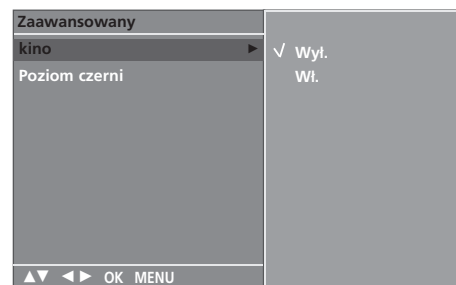 Zaawansowany
kino ►
Poziom czerni
√ Wył.
Wł.
▲▼ ◄► OK MENU